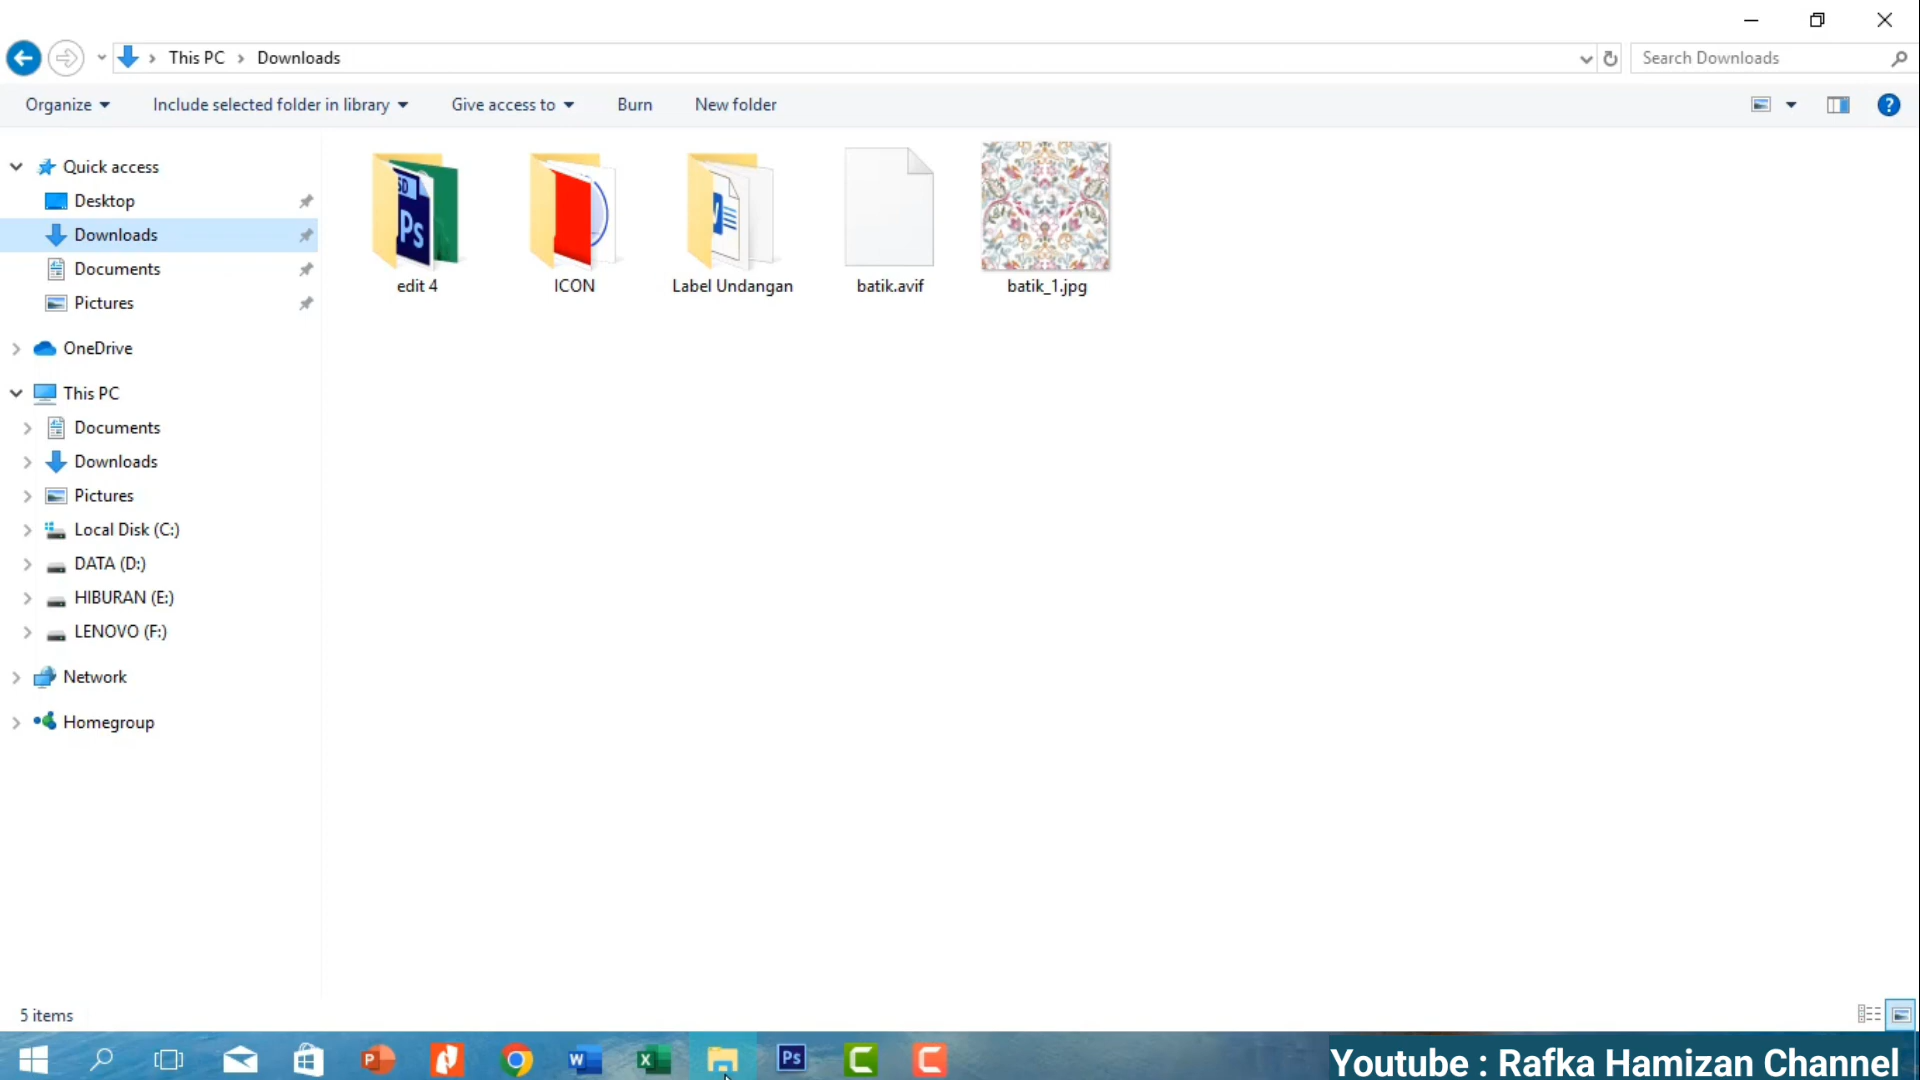 This PC
Downloads
Search Downloads
Organize
Include selected folder in library
Give access to
Burn
New folder
Quick access
Desktop
Downloads
Documents
Pictures
OneDrive
This PC
Documents
Downloads
Pictures
Local Disk (C:)
DATA (D:)
HIBURAN (E:)
LENOVO (F:)
Network
Homegroup
edit 4
ICON
Label Undangan
batik.avif
batik_1.jpg
5 items
Youtube : Rafka Hamizan Channel